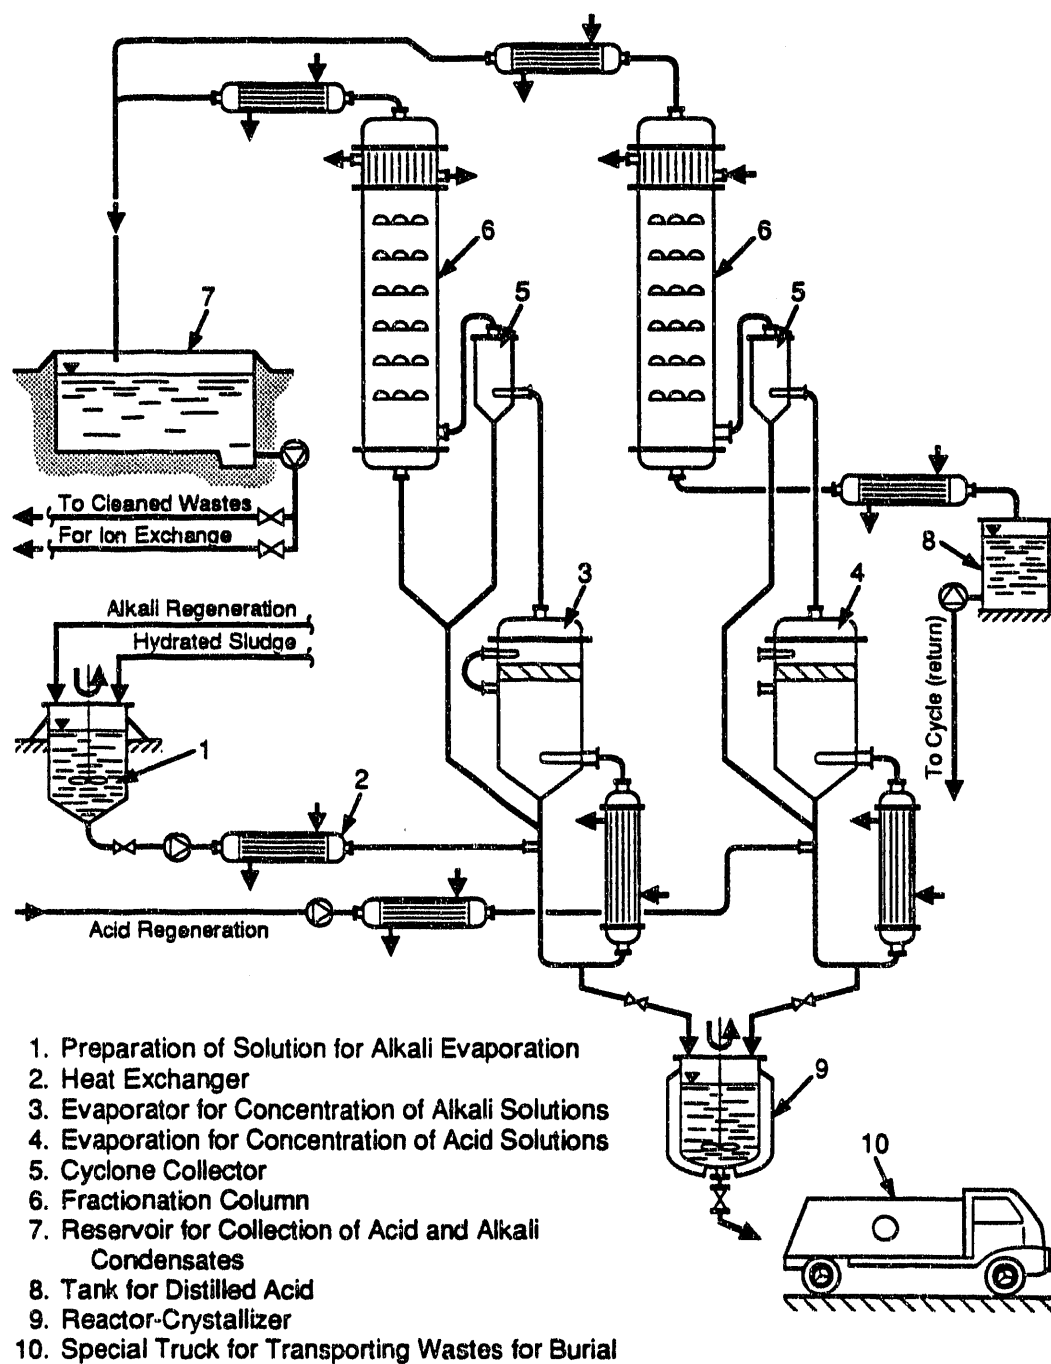 6
6
5
5
7
To Cleaned Wastes
For Ion Exchange
8
3
4
Alkali Regeneration
Hydrated Sludge
To Cycle (return)
1
2
Acid Regeneration
9
10
1. Preparation of Solution for Alkali Evaporation
2. Heat Exchanger
3. Evaporator for Concentration of Alkali Solutions
4. Evaporation for Concentration of Acid Solutions
5. Cyclone Collector
6. Fractionation Column
7. Reservoir for Collection of Acid and Alkali
Condensates
8. Tank for Distilled Acid
9. Reactor-Crystallizer
10. Special Truck for Transporting Wastes for Burial